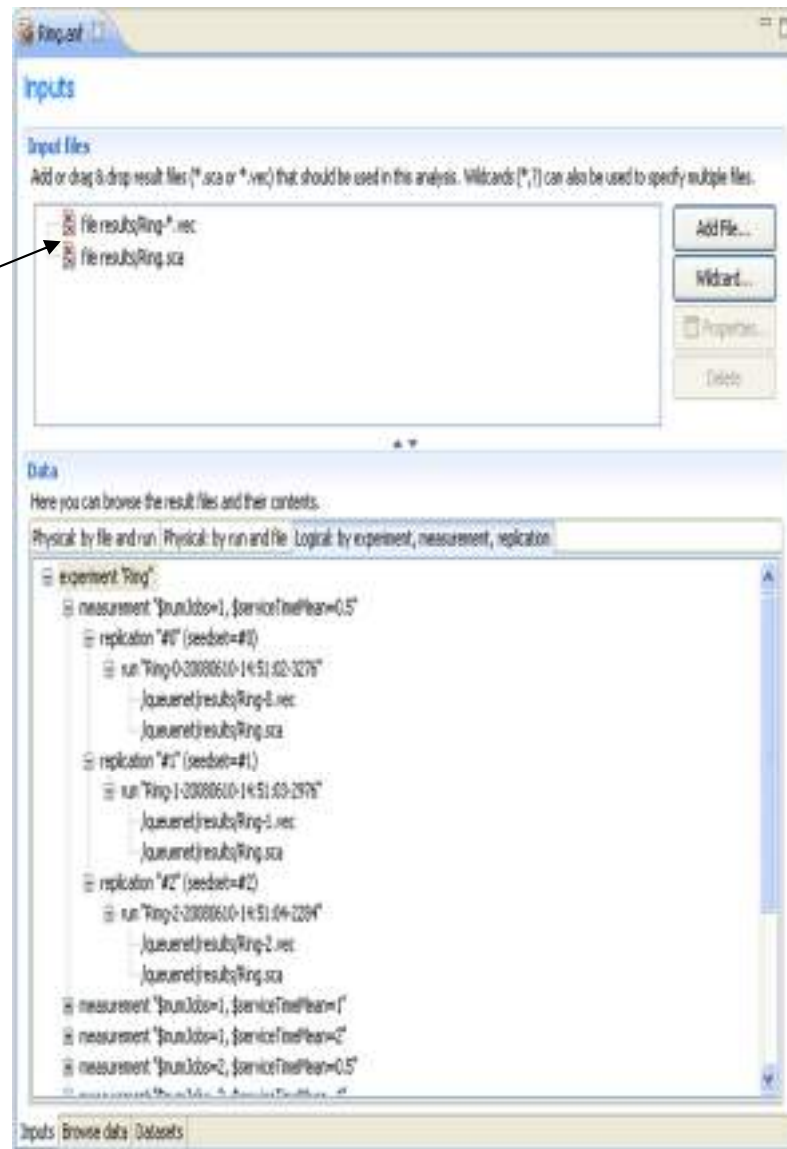 Ring.anf
Inputs
Input files
Add or drag & drop result files (*.sca or *.vec) that should be used in this analysis. Wildcards (*,?) can also be used to specify multiple files.
file results/Ring-*.vec
file results/Ring.sca
Add File...
Wildcard...
Properties...
Delete
Data
Here you can browse the result files and their contents.
Physical: by file and run Physical: by run and file Logical: by experiment, measurement, replication
experiment "Ring"
measurement "$numJobs=1, $serviceTimeMean=0.5"
replication "#0" (seedset=#0)
run "Ring-0-20080610-14:51:02-3276"
/queuenet/results/Ring-0.vec
/queuenet/results/Ring.sca
replication "#1" (seedset=#1)
run "Ring-1-20080610-14:51:03-2976"
/queuenet/results/Ring-1.vec
/queuenet/results/Ring.sca
replication "#2" (seedset=#2)
run "Ring-2-20080610-14:51:04-2284"
/queuenet/results/Ring-2.vec
/queuenet/results/Ring.sca
measurement "$numJobs=1, $serviceTimeMean=1"
measurement "$numJobs=1, $serviceTimeMean=2"
measurement "$numJobs=2, $serviceTimeMean=0.5"
Inputs Browse data Datasets